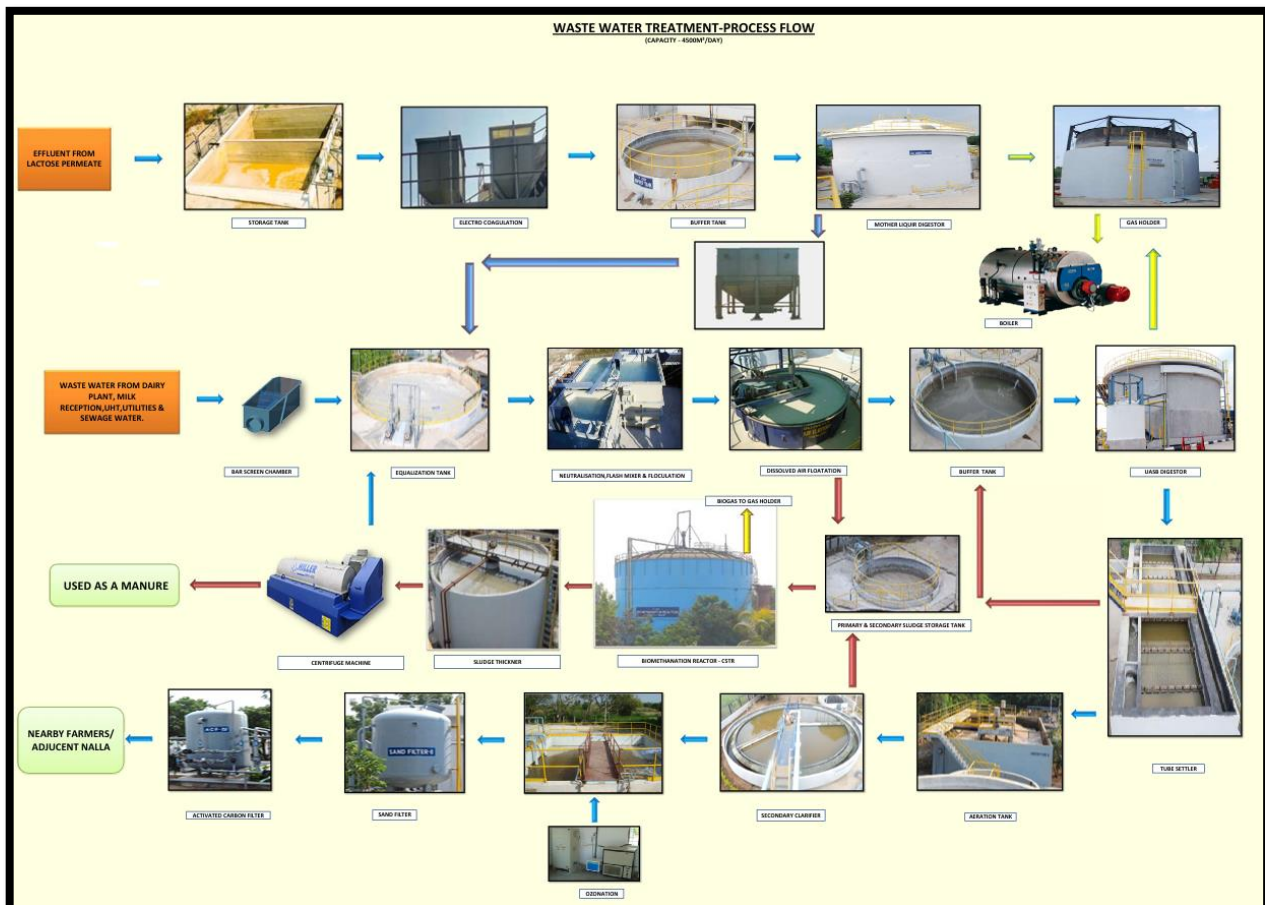 WASTE WATER TREATMENT-PROCESS FLOW
(CAPACITY - 4500M³/DAY)
EFFLUENT FROM
LACTOSE PERMEATE
STORAGE TANK
ELECTRO COAGULATION
BUFFER TANK
MOTHER LIQUIR DIGESTOR
GAS HOLDER
BOILER
WASTE WATER FROM DAIRY
PLANT, MILK
RECEPTION,UHT,UTILITIES &
SEWAGE WATER.
BAR SCREEN CHAMBER
EQUALIZATION TANK
NEUTRALISATION,FLASH MIXER & FLOCULATION
DISSOLVED AIR FLOATATION
BUFFER TANK
UASB DIGESTOR
BIOGAS TO GAS HOLDER
USED AS A MANURE
HILLER
CENTRIFUGE MACHINE
SLUDGE THICKNER
BIOMETHANATION REACTOR - CSTR
PRIMARY & SECONDARY SLUDGE STORAGE TANK
TUBE SETTLER
NEARBY FARMERS/
ADJUCENT NALLA
SAND FILTER-II
ACTIVATED CARBON FILTER
SAND FILTER
SECONDARY CLARIFIER
AERATION TANK
OZONATION